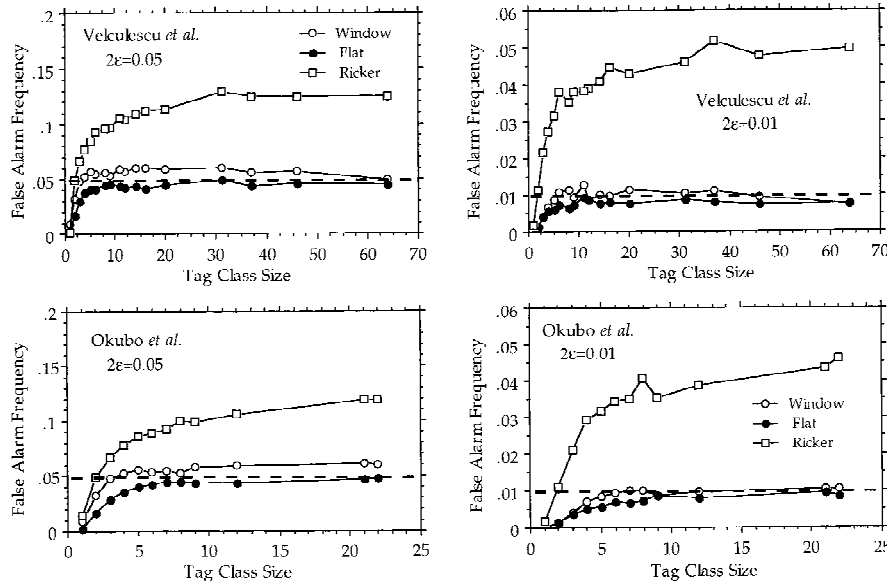 .2
.15
.1
.05
0
False Alarm Frequency
Velculescu et al.
2ε=0.05
Window
Flat
Ricker
0 10 20 30 40 50 60 70
Tag Class Size
.06
.05
.04
.03
.02
.010
0
False Alarm Frequency
Velculescu et al.
2ε=0.01
0 10 20 30 40 50 60 70
Tag Class Size
.2
.15
.1
.05
0
False Alarm Frequency
Okubo et al.
2ε=0.05
0 5 10 15 20 25
Tag Class Size
.06
.05
.04
.03
.02
.010
0
False Alarm Frequency
Okubo et al.
2ε=0.01
Window
Flat
Ricker
0 5 10 15 20
Tag Class Size